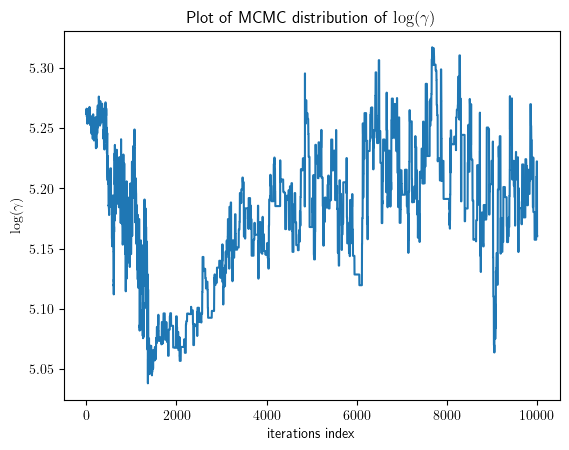 Plot of MCMC distribution of log(γ)
5.30
5.25
5.20
5.15
5.10
5.05
log(γ)
0 2000 4000 6000 8000 10000
iterations index